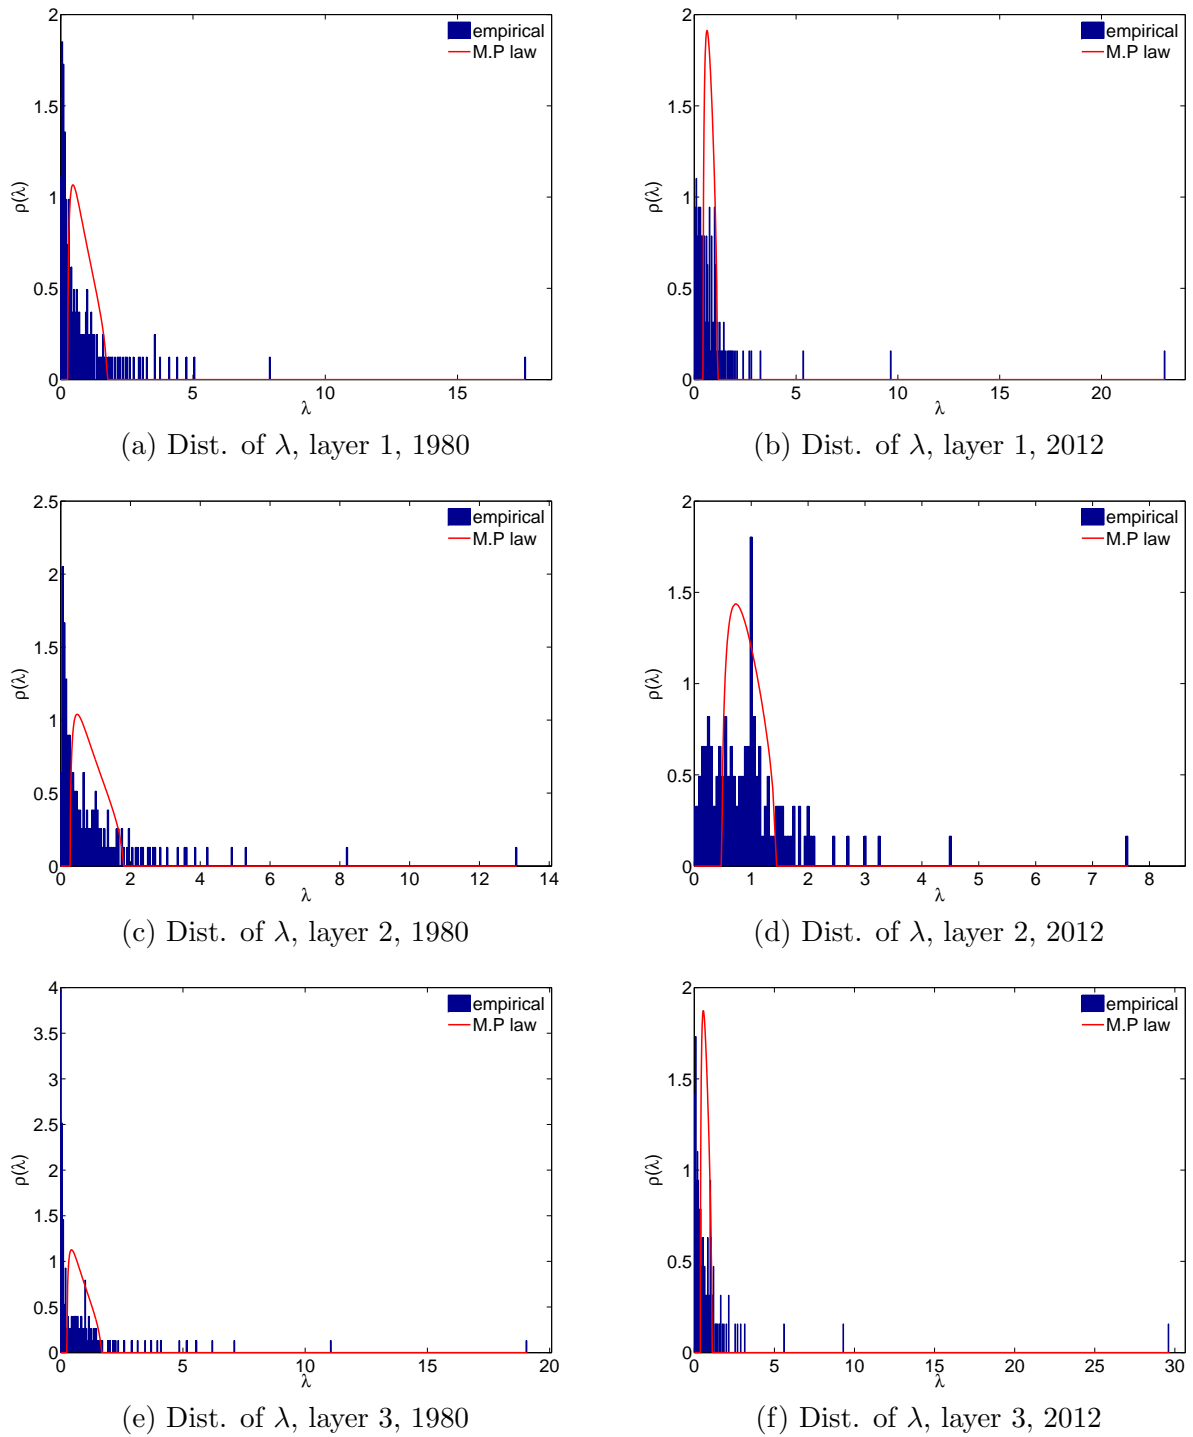 2
1.5
1
0.5
0
ρ(λ)
empirical
M.P law
0 5 10 15
λ
(a) Dist. of λ, layer 1, 1980
2
1.5
1
0.5
0
ρ(λ)
empirical
M.P law
0 5 10 15 20
λ
(b) Dist. of λ, layer 1, 2012
2.5
2
1.5
1
0.5
0
ρ(λ)
empirical
M.P law
0 2 4 6 8 10 12 14
λ
(c) Dist. of λ, layer 2, 1980
2
1.5
1
0.5
0
ρ(λ)
empirical
M.P law
0 1 2 3 4 5 6 7 8
λ
(d) Dist. of λ, layer 2, 2012
4
3.5
3
2.5
2
1.5
1
0.5
0
ρ(λ)
empirical
M.P law
0 5 10 15 20
λ
(e) Dist. of λ, layer 3, 1980
2
1.5
1
0.5
0
ρ(λ)
empirical
M.P law
0 5 10 15 20 25 30
λ
(f) Dist. of λ, layer 3, 2012